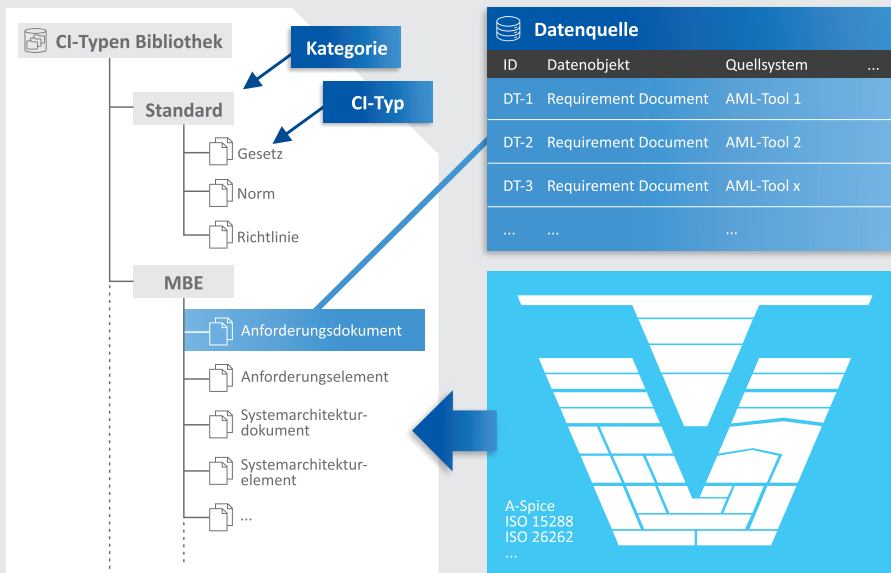 CI-Typen Bibliothek
Kategorie
CI-Typ
Standard
Gesetz
Norm
Richtlinie
MBE
Anforderungsdokument
Anforderungselement
Systemarchitektur-
dokument
Systemarchitektur-
element
...
Datenquelle
ID Datenobjekt Quellsystem ...
DT-1 Requirement Document AML-Tool 1
DT-2 Requirement Document AML-Tool 2
DT-3 Requirement Document AML-Tool x
... ... ...
A-Spice
ISO 15288
ISO 26262
...